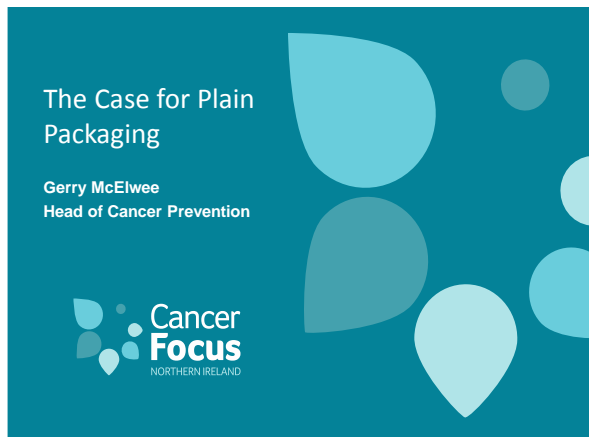 The Case for Plain
Packaging
Gerry McElwee
Head of Cancer Prevention
Cancer
Focus
NORTHERN IRELAND